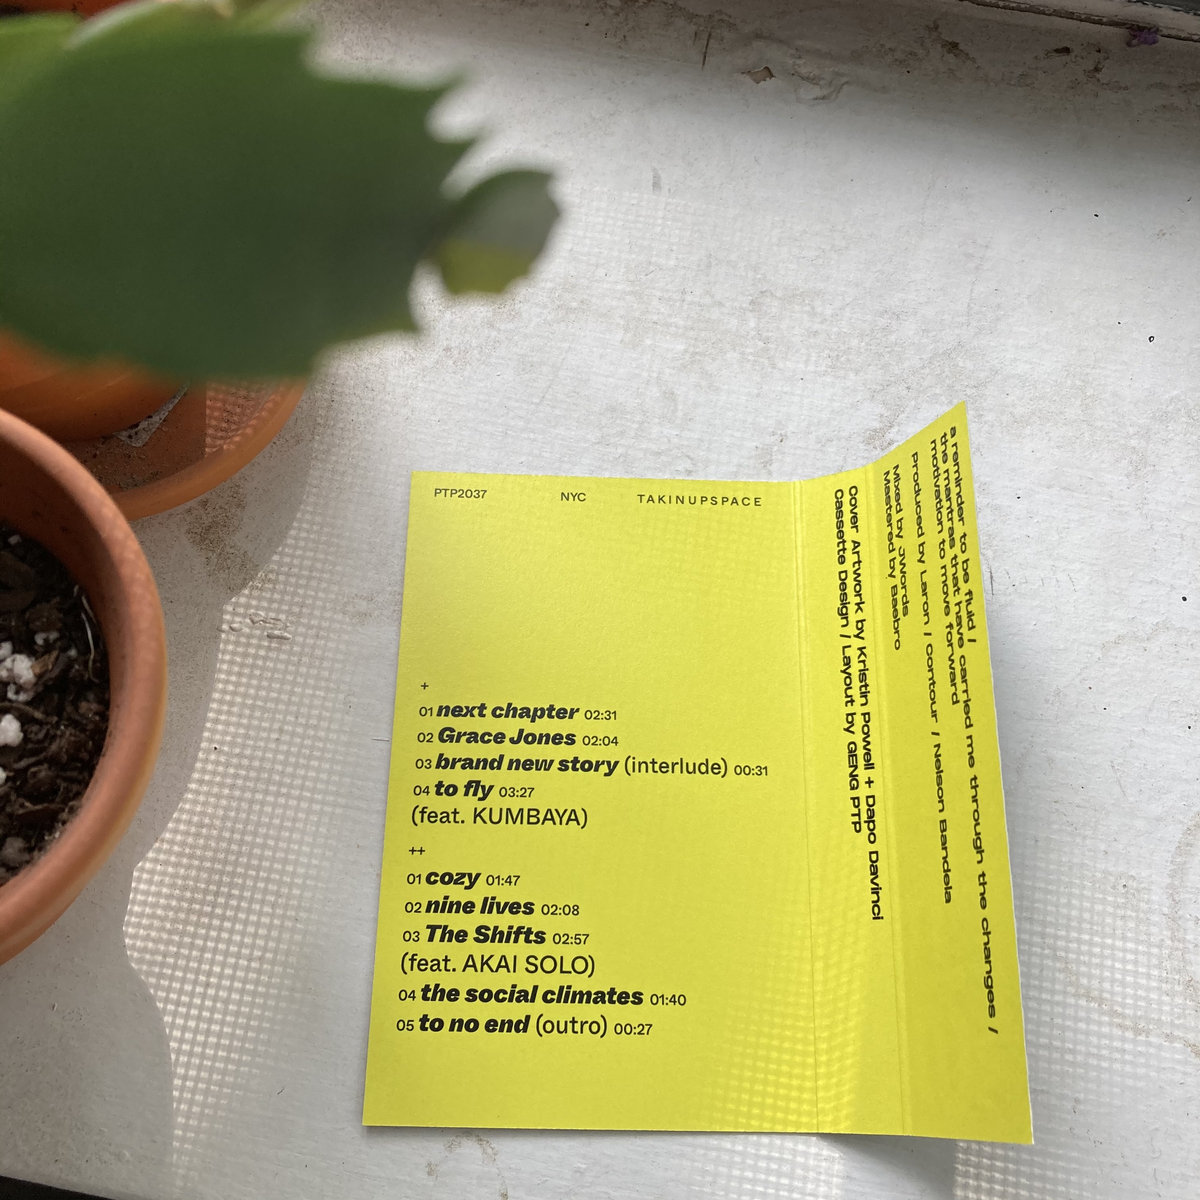 PTP2037 NYC TAKINUPSPACE
+
01 next chapter 02:31
02 Grace Jones 02:04
03 brand new story (interlude) 00:31
04 to fly 03:27
(feat. KUMBAYA)
++
01 cozy 01:47
02 nine lives 02:08
03 The Shifts 02:57
(feat. AKAI SOLO)
04 the social climates 01:40
05 to no end (outro) 00:27
a reminder to be fluid /
the mantras that have carried me through the changes /
motivation to move forward
Produced by Laron / Contour / Nelson Bandela
Mixed by JWords
Mastered by Baebro
Cover Artwork by Kristin Powell + Dapo Davinci
Cassette Design / Layout by GENG PTP